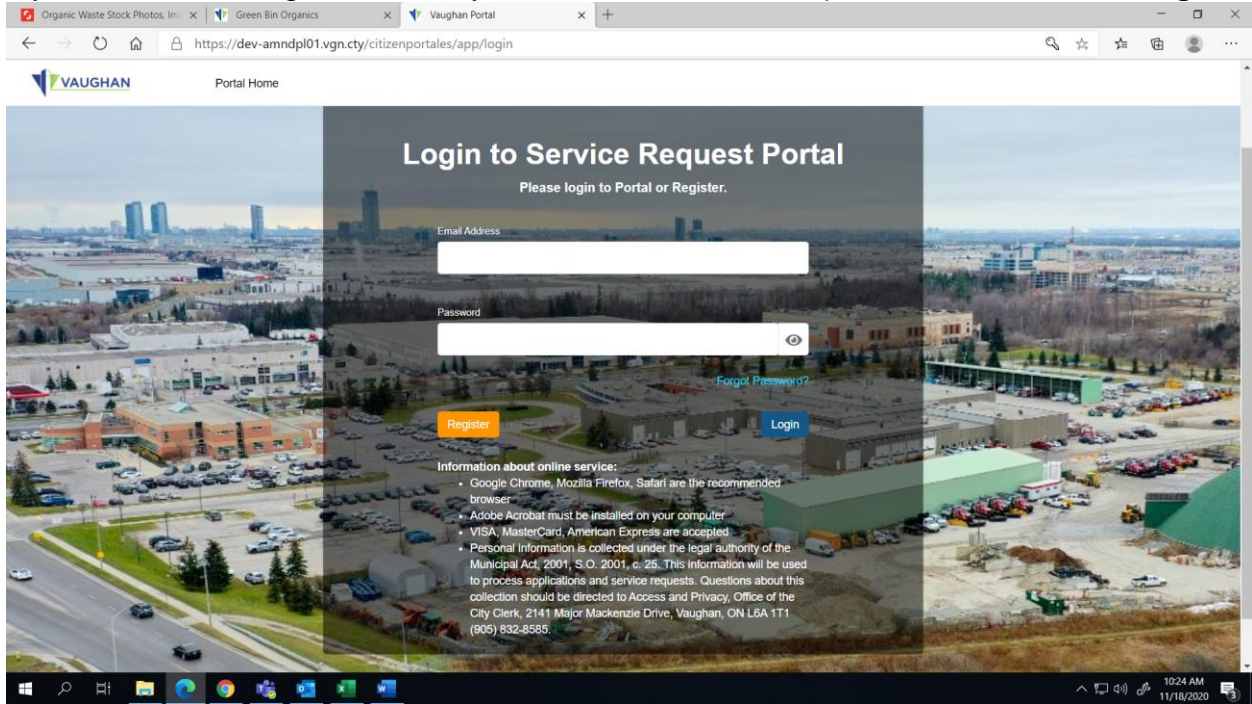 Organic Waste Stock Photos, Im
Green Bin Organics
Vaughan Portal
https://dev-amndpl01.vgn.cty/citizenportales/app/login
VAUGHAN
Portal Home
Login to Service Request Portal
Please login to Portal or Register.
Email Address
Password
Forgot Password?
Register
Login
Information about online service:
• Google Chrome, Mozilla Firefox, Safari are the recommended
browser
• Adobe Acrobat must be installed on your computer
• VISA, MasterCard, American Express are accepted
• Personal information is collected under the legal authority of the
Municipal Act, 2001, S.O. 2001, c. 25. This information will be used
to process applications and service requests. Questions about this
collection should be directed to Access and Privacy, Office of the
City Clerk, 2141 Major Mackenzie Drive, Vaughan, ON L6A 1T1
(905) 832-8585.
10:24 AM
11/18/2020
3